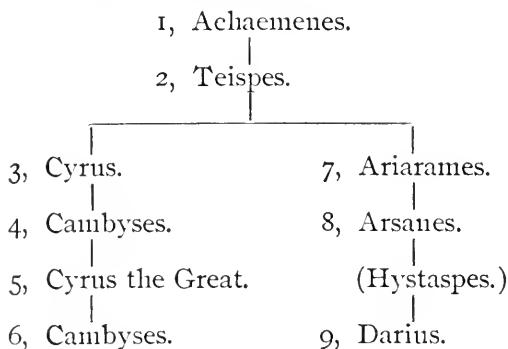 1, Achaemenes.
2, Teispes.
3, Cyrus. 7, Ariarames.
4, Cambyses. 8, Arsanes.
5, Cyrus the Great. (Hystaspes.)
6, Cambyses. 9, Darius.